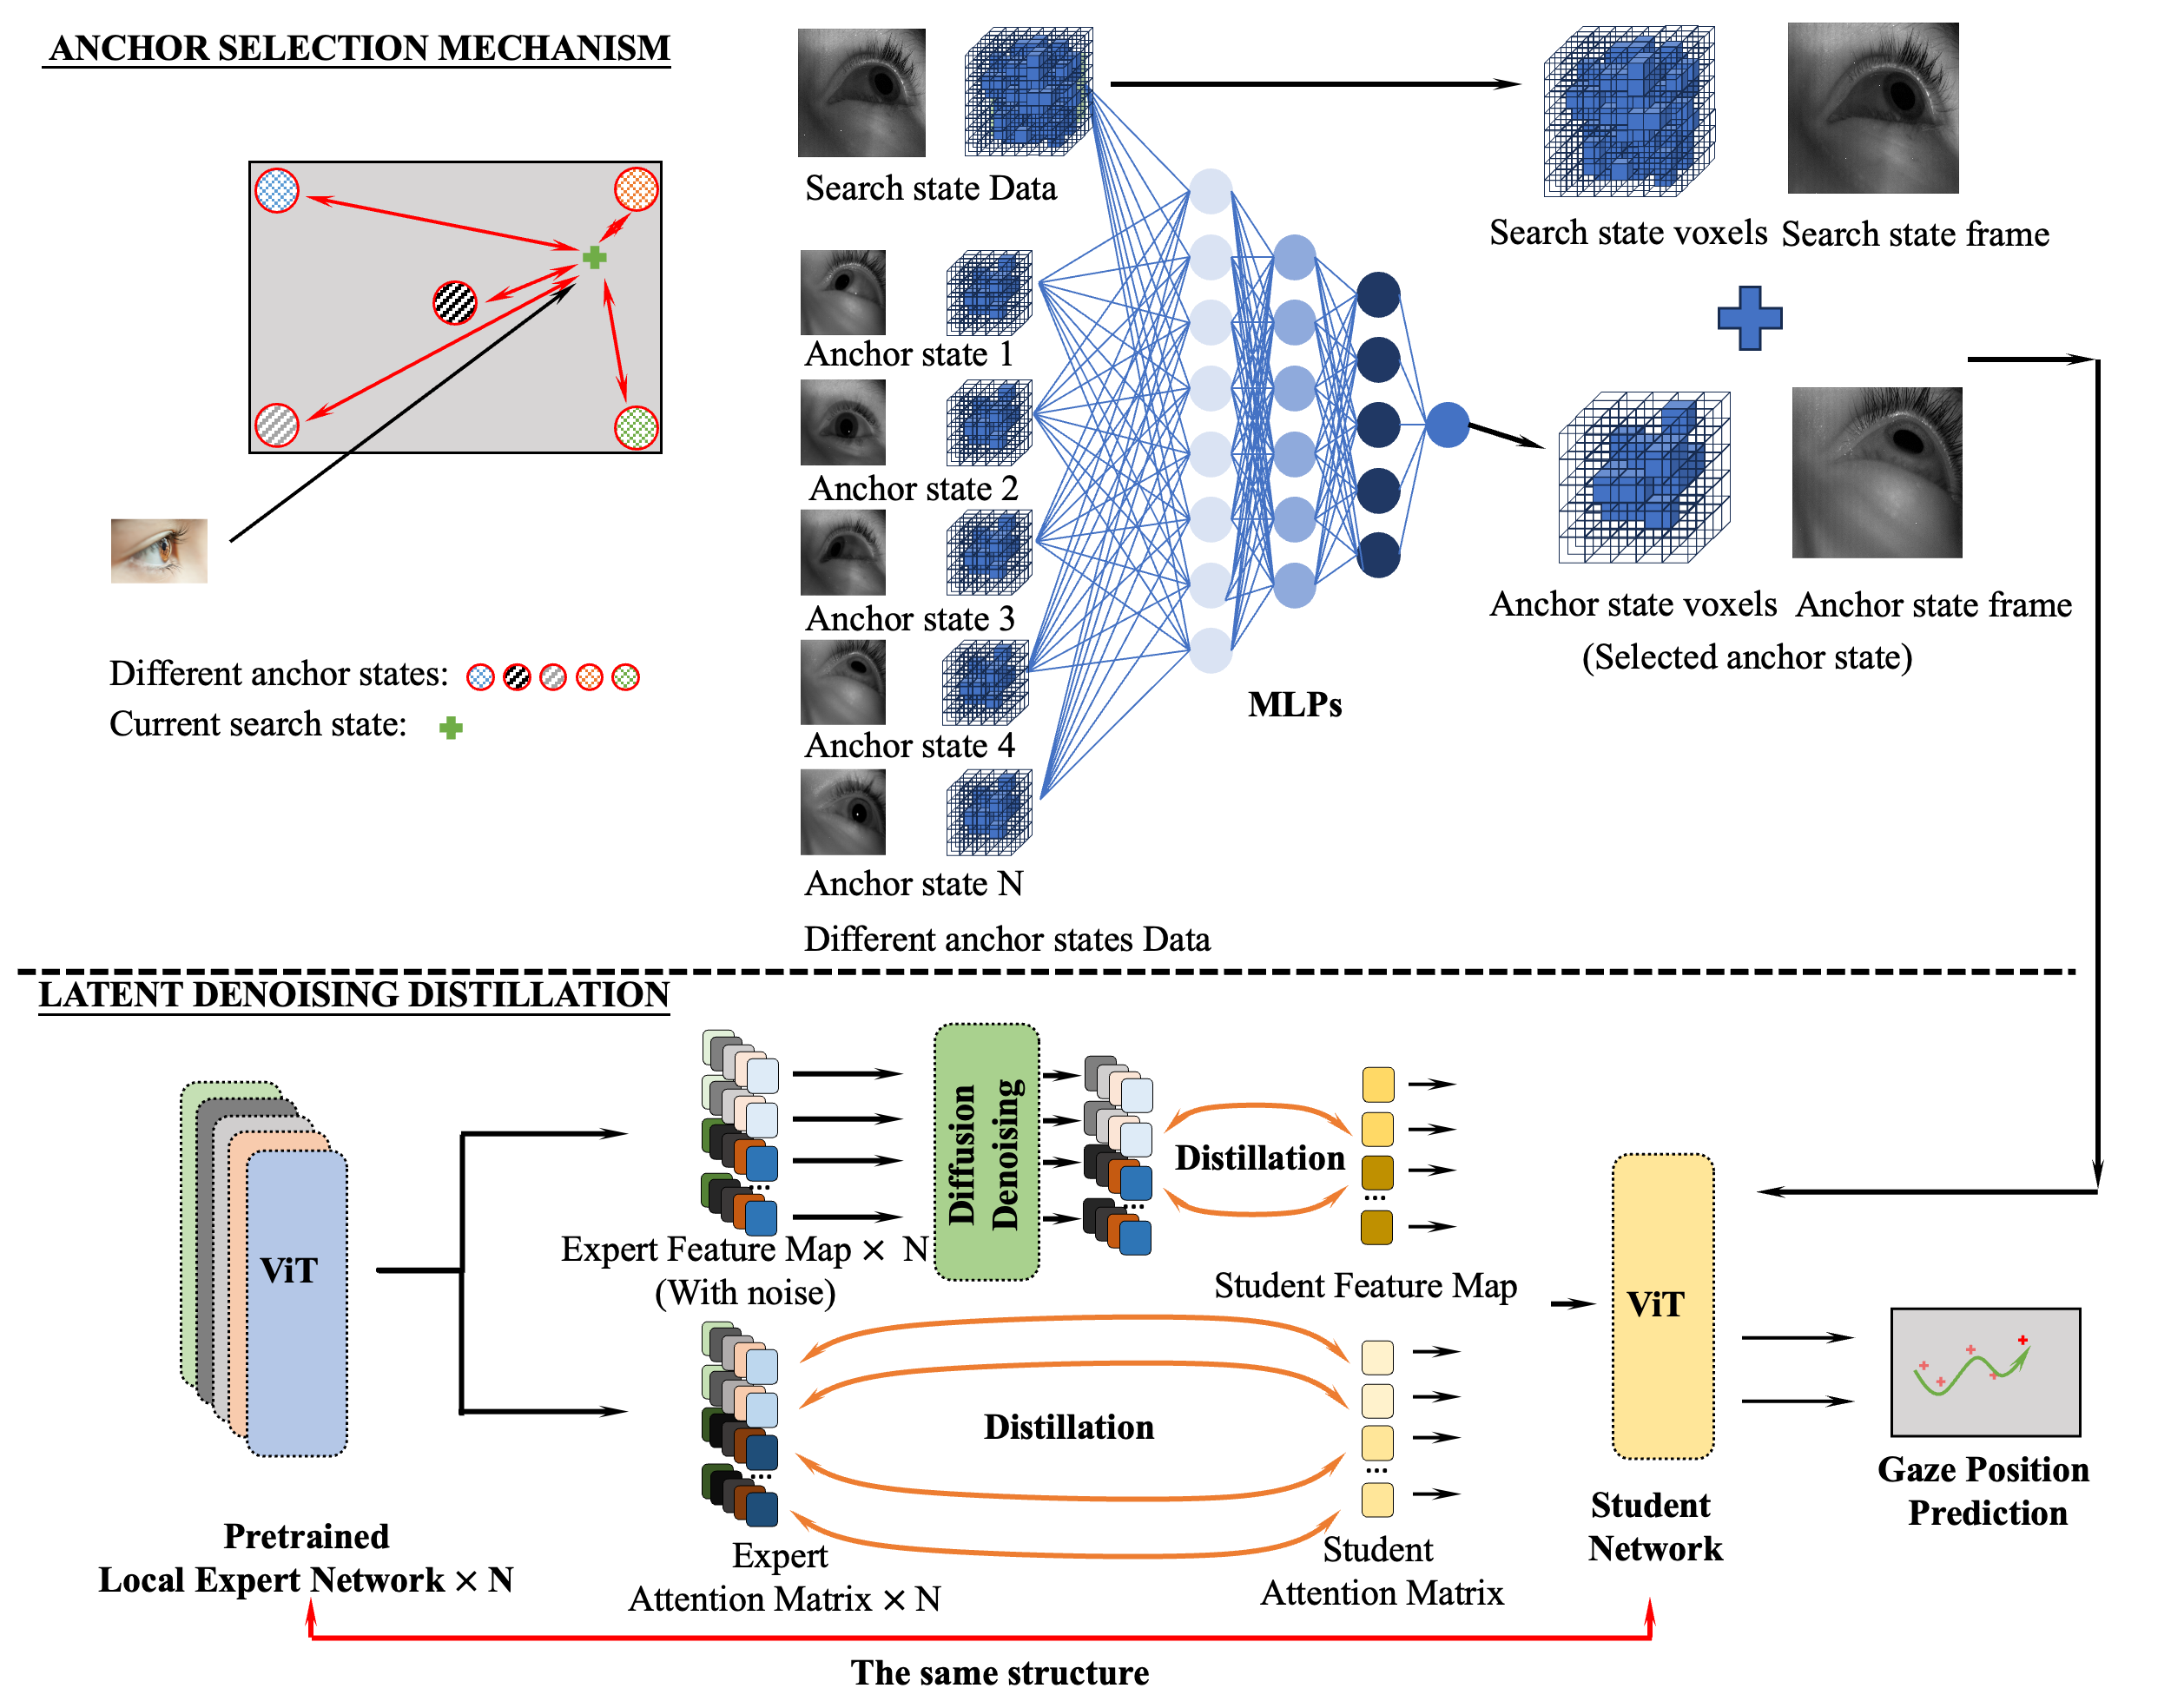 ANCHOR SELECTION MECHANISM
Search state Data
Anchor state 1
Anchor state 2
Anchor state 3
Anchor state 4
Anchor state N
Different anchor states Data
MLPs
Search state voxels
Search state frame
Anchor state voxels
Anchor state frame
(Selected anchor state)
Different anchor states:
Current search state:
LATENT DENOISING DISTILLATION
ViT
Pretrained
Local Expert Network × N
Expert Feature Map × N
(With noise)
Diffusion
Denoising
Distillation
Student Feature Map
Distillation
Expert
Attention Matrix × N
Student
Attention Matrix
ViT
Student
Network
Gaze Position
Prediction
The same structure